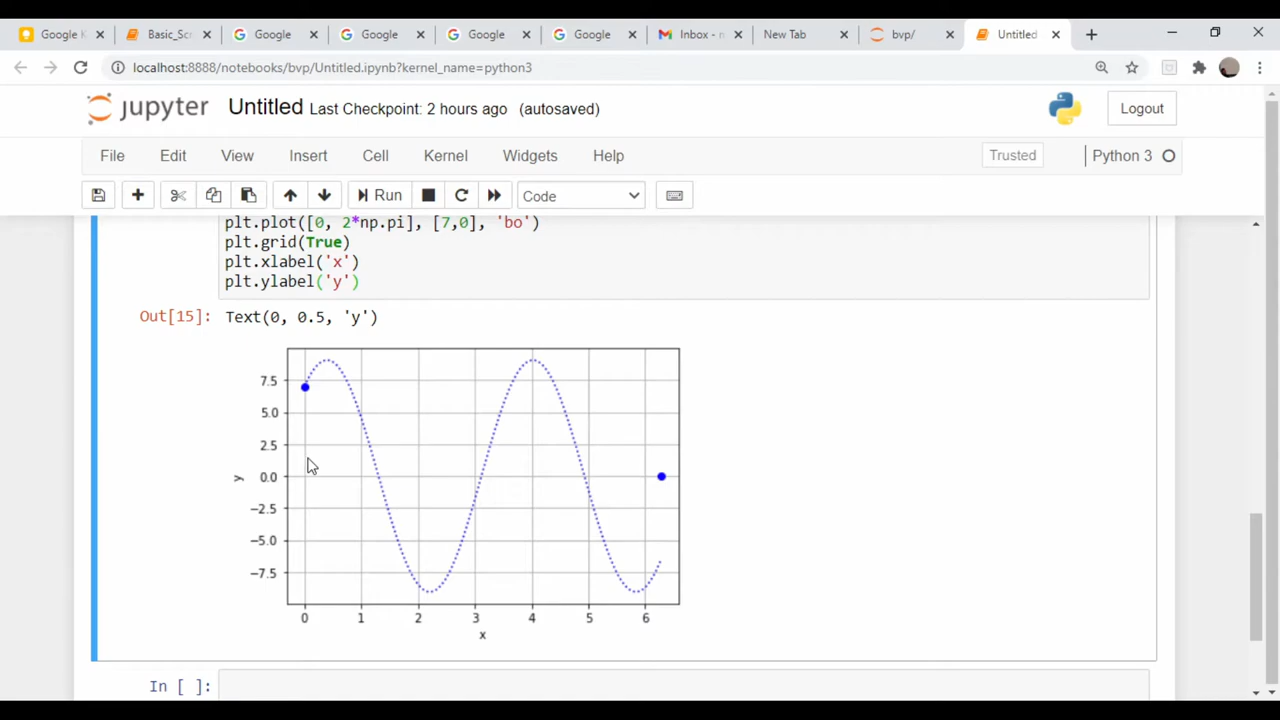 Google K
Basic_Scr
Google
Google
Google
Google
Inbox - n
New Tab
bvp/
Untitled
localhost:8888/notebooks/bvp/Untitled.ipynb?kernel_name=python3
jupyter Untitled Last Checkpoint: 2 hours ago (autosaved)
Logout
File Edit View Insert Cell Kernel Widgets Help
Trusted
Python 3
Run
Code
plt.plot([0, 2*np.pi], [7,0], 'bo')
plt.grid(True)
plt.xlabel('x')
plt.ylabel('y')
Out[15]: Text(0, 0.5, 'y')
7.5
5.0
2.5
0.0
−2.5
−5.0
−7.5
y
0 1 2 3 4 5 6
x
In [ ]: